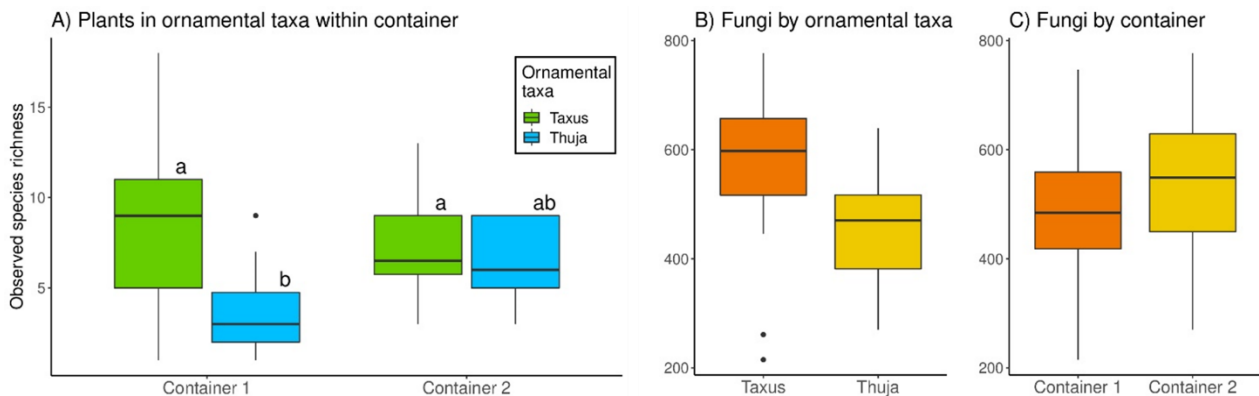 A) Plants in ornamental taxa within container
Observed species richness
15
10
5
Ornamental
taxa
Taxus
Thuja
a
b
a
ab
Container 1
Container 2
B) Fungi by ornamental taxa
800
600
400
200
Taxus
Thuja
C) Fungi by container
800
600
400
200
Container 1
Container 2